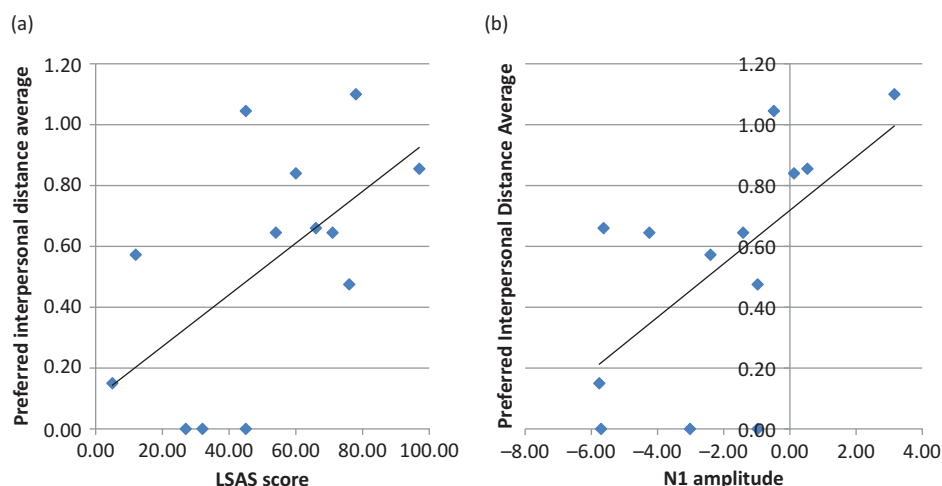 (a)
Preferred interpersonal distance average
1.20
1.00
0.80
0.60
0.40
0.20
0.00
0.00 20.00 40.00 60.00 80.00 100.00
LSAS score
(b)
Preferred Interpersonal Distance Average
1.20
1.00
0.80
0.60
0.40
0.20
0.00
−8.00 −6.00 −4.00 −2.00 0.00 2.00 4.00
N1 amplitude